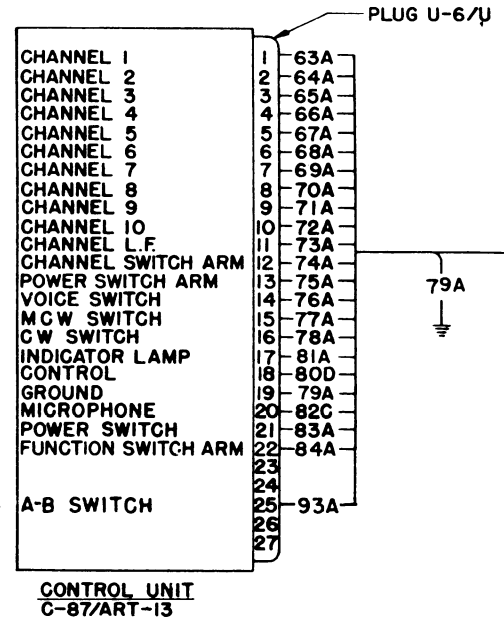 PLUG U-6/U
CHANNEL 1 1 63A
CHANNEL 2 2 64A
CHANNEL 3 3 65A
CHANNEL 4 4 66A
CHANNEL 5 5 67A
CHANNEL 6 6 68A
CHANNEL 7 7 69A
CHANNEL 8 8 70A
CHANNEL 9 9 71A
CHANNEL 10 10 72A
CHANNEL L.F. 11 73A
CHANNEL SWITCH ARM 12 74A
POWER SWITCH ARM 13 75A
79A
VOICE SWITCH 14 76A
MCW SWITCH 15 77A
CW SWITCH 16 78A
INDICATOR LAMP 17 81A
CONTROL 18 80D
GROUND 19 79A
MICROPHONE 20 82C
POWER SWITCH 21 83A
FUNCTION SWITCH ARM 22 84A
23
24
A-B SWITCH 25 93A
26
27
CONTROL UNIT
C-87/ART-13